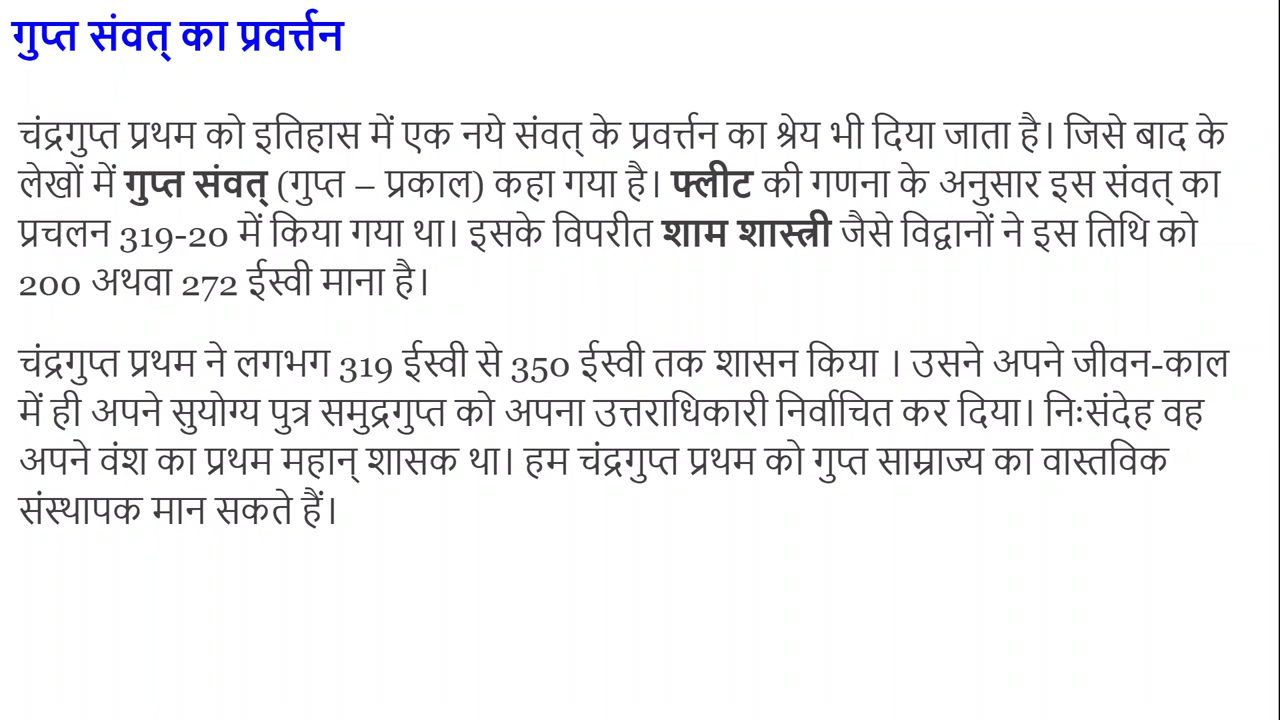 गुप्त संवत् का प्रवर्त्तन
चंद्रगुप्त प्रथम को इतिहास में एक नये संवत् के प्रवर्त्तन का श्रेय भी दिया जाता है। जिसे बाद के
लेखों में गुप्त संवत् (गुप्त – प्रकाल) कहा गया है। फ्लीट की गणना के अनुसार इस संवत् का
प्रचलन 319-20 में किया गया था। इसके विपरीत शाम शास्त्री जैसे विद्वानों ने इस तिथि को
200 अथवा 272 ईस्वी माना है।
चंद्रगुप्त प्रथम ने लगभग 319 ईस्वी से 350 ईस्वी तक शासन किया । उसने अपने जीवन-काल
में ही अपने सुयोग्य पुत्र समुद्रगुप्त को अपना उत्तराधिकारी निर्वाचित कर दिया। निःसंदेह वह
अपने वंश का प्रथम महान् शासक था। हम चंद्रगुप्त प्रथम को गुप्त साम्राज्य का वास्तविक
संस्थापक मान सकते हैं।